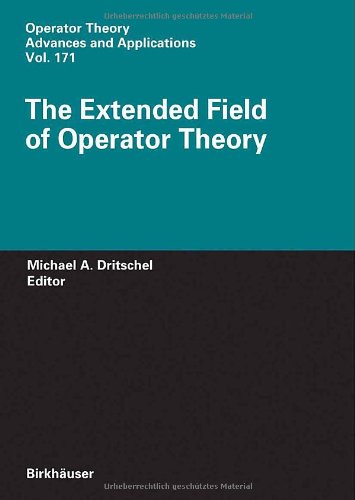 Urheberrechtlich geschütztes Material
Operator Theory
Advances and Applications
Vol. 171
The Extended Field
of Operator Theory
Michael A. Dritschel
Editor
Birkhäuser
Urheberrechtlich geschütztes Material